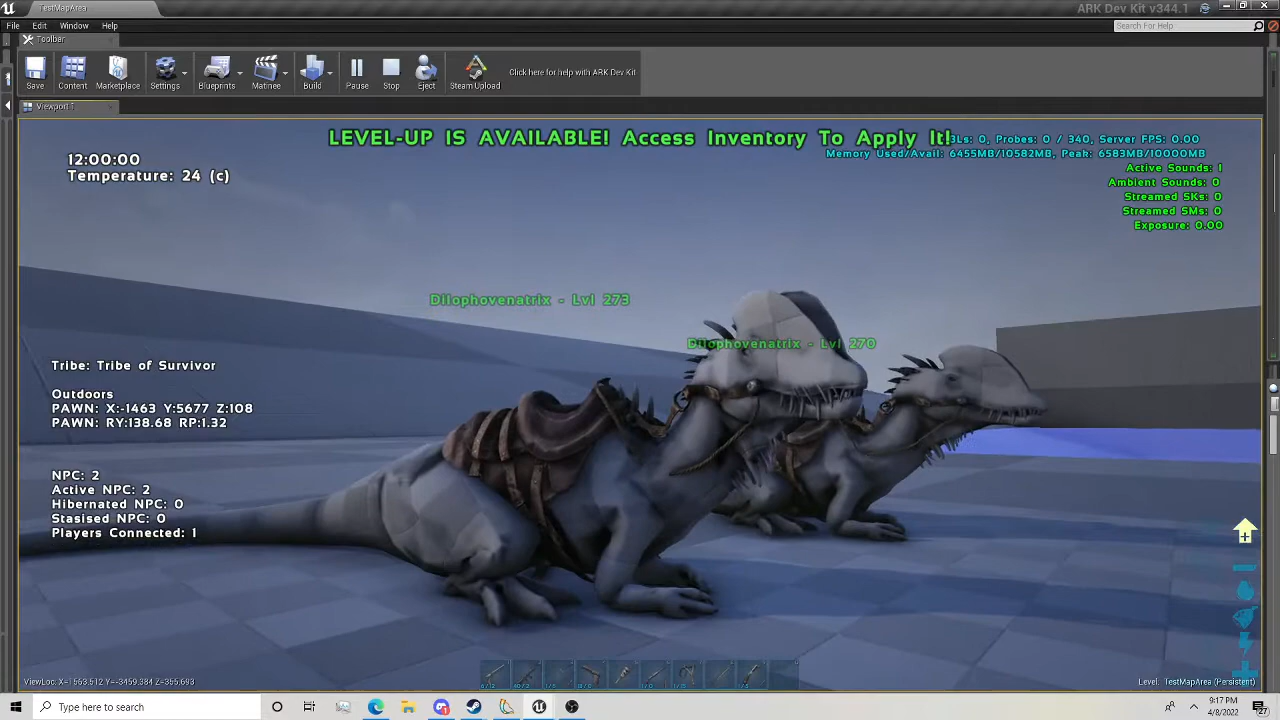 TestMapArea
ARK Dev Kit v344.1
File Edit Window Help
Search For Help
Toolbar
Save Content Marketplace Settings Blueprints Matinee Build Pause Stop Eject Steam Upload Click here for help with ARK Dev Kit
Viewport 1
LEVEL-UP IS AVAILABLE! Access Inventory To Apply It!
Ls: 0, Probes: 0 / 340, Server FPS: 0.00
Memory Used/Avail: 6455MB/10582MB, Peak: 6583MB/10000MB
Active Sounds: 1
Ambient Sounds: 0
Streamed SKs: 0
Streamed SMs: 0
Exposure: 0.00
12:00:00
Temperature: 24 (c)
Dilophovenatrix - Lvl 273
Dilophovenatrix - Lvl 270
Tribe: Tribe of Survivor
Outdoors
PAWN: X:-1463 Y:5677 Z:108
PAWN: RY:138.68 RP:1.32
NPC: 2
Active NPC: 2
Hibernated NPC: 0
Stasised NPC: 0
Players Connected: 1
Level: TestMapArea (Persistent)
Type here to search
9:17 PM
27